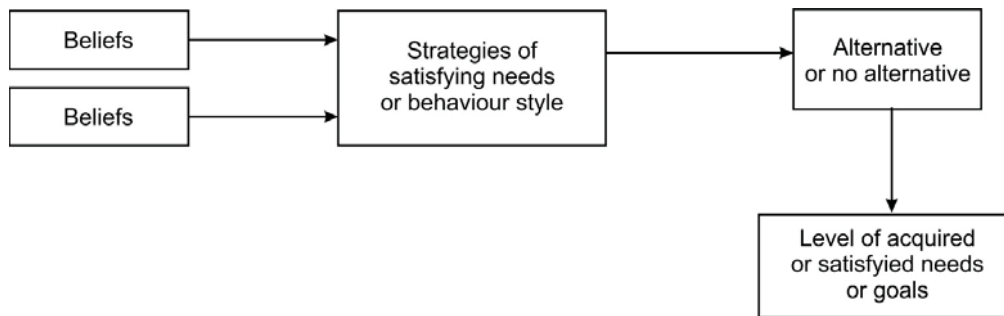 Beliefs
Beliefs
Strategies of
satisfying needs
or behaviour style
Alternative
or no alternative
Level of acquired
or satisfyied needs
or goals